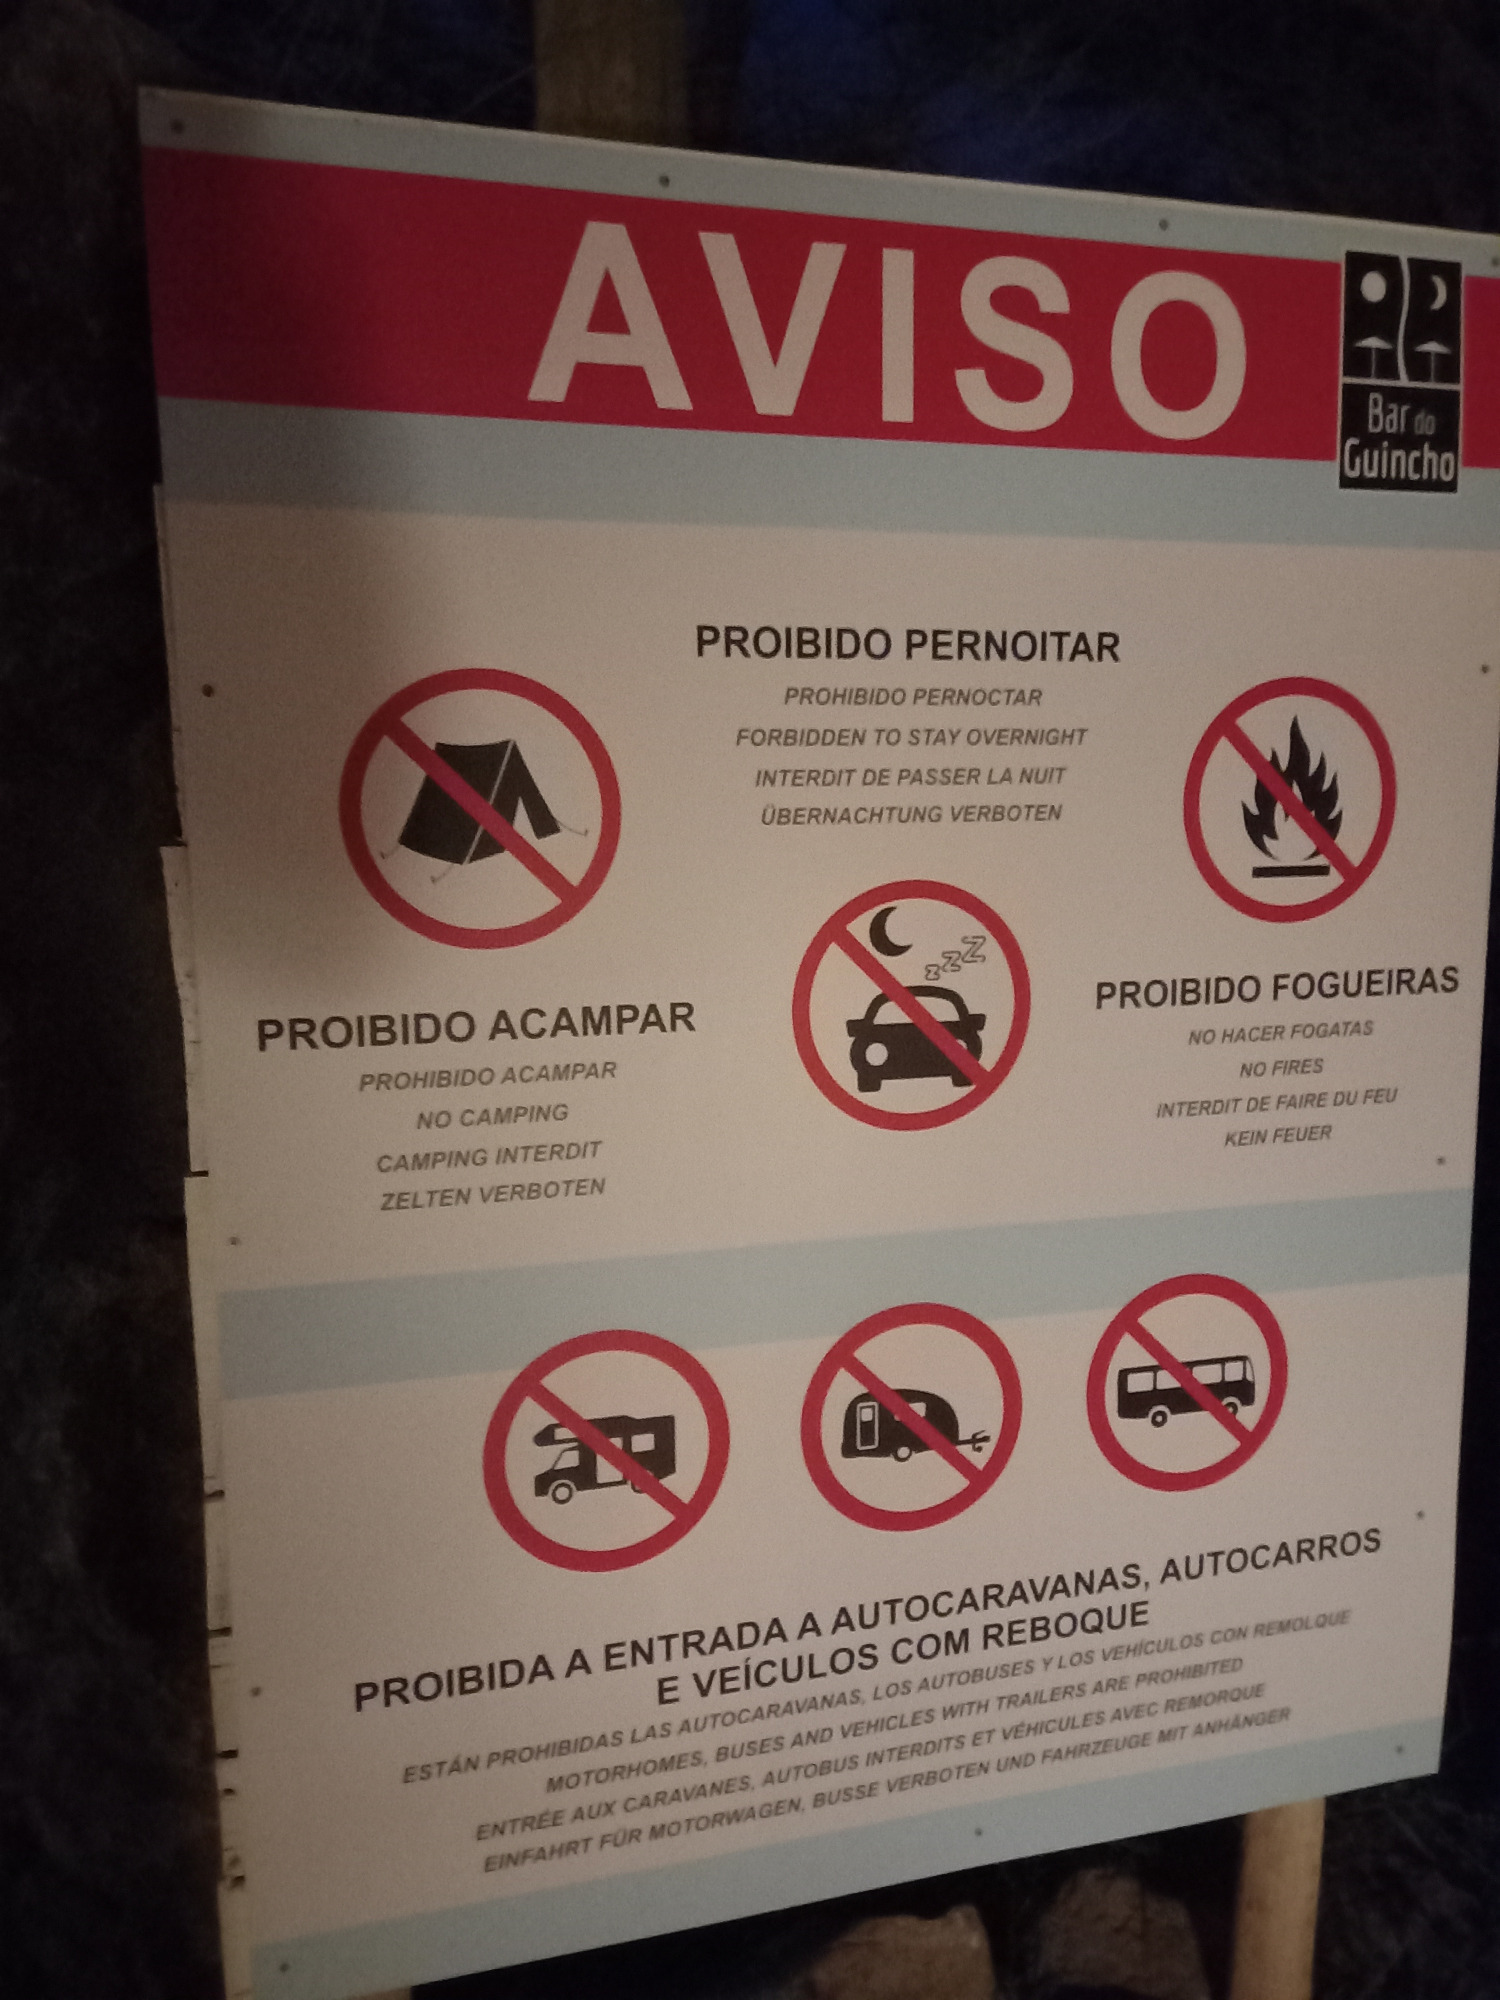 AVISO
Bar do
Guincho
PROIBIDO PERNOITAR
PROHIBIDO PERNOCTAR
FORBIDDEN TO STAY OVERNIGHT
INTERDIT DE PASSER LA NUIT
ÜBERNACHTUNG VERBOTEN
zZZ
PROIBIDO ACAMPAR
PROHIBIDO ACAMPAR
NO CAMPING
CAMPING INTERDIT
ZELTEN VERBOTEN
PROIBIDO FOGUEIRAS
NO HACER FOGATAS
NO FIRES
INTERDIT DE FAIRE DU FEU
KEIN FEUER
PROIBIDA A ENTRADA A AUTOCARAVANAS, AUTOCARROS
E VEÍCULOS COM REBOQUE
ESTÁN PROHIBIDAS LAS AUTOCARAVANAS, LOS AUTOBUSES Y LOS VEHÍCULOS CON REMOLQUE
MOTORHOMES, BUSES AND VEHICLES WITH TRAILERS ARE PROHIBITED
ENTRÉE AUX CARAVANES, AUTOBUS INTERDITS ET VÉHICULES AVEC REMORQUE
EINFAHRT FÜR MOTORWAGEN, BUSSE VERBOTEN UND FAHRZEUGE MIT ANHÄNGER